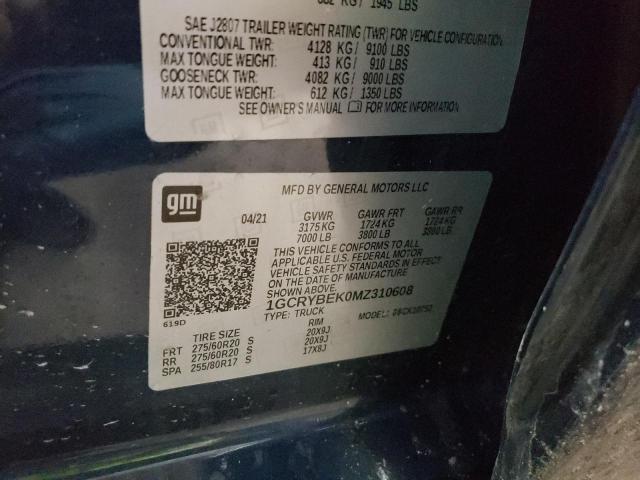 KG / 1945 LBS
SAE J2807 TRAILER WEIGHT RATING (TWR) FOR VEHICLE CONFIGURATION
CONVENTIONAL TWR: 4128 KG / 9100 LBS
MAX TONGUE WEIGHT: 413 KG / 910 LBS
GOOSENECK TWR: 4082 KG / 9000 LBS
MAX TONGUE WEIGHT: 612 KG / 1350 LBS
SEE OWNER'S MANUAL FOR MORE INFORMATION
gm
MFD BY GENERAL MOTORS LLC
04/21 GVWR GAWR FRT GAWR RR
3175 KG 1724 KG 1724 KG
7000 LB 3800 LB 3800 LB
THIS VEHICLE CONFORMS TO ALL
APPLICABLE U.S. FEDERAL MOTOR
VEHICLE SAFETY STANDARDS IN EFFECT
SHOWN ABOVE.
1GCRYBEK0MZ310608
619D TYPE: TRUCK MODEL:
TIRE SIZE RIM
FRT 275/60R20 S 20X9J
RR 275/60R20 S 20X9J
SPA 255/80R17 S 17X8J